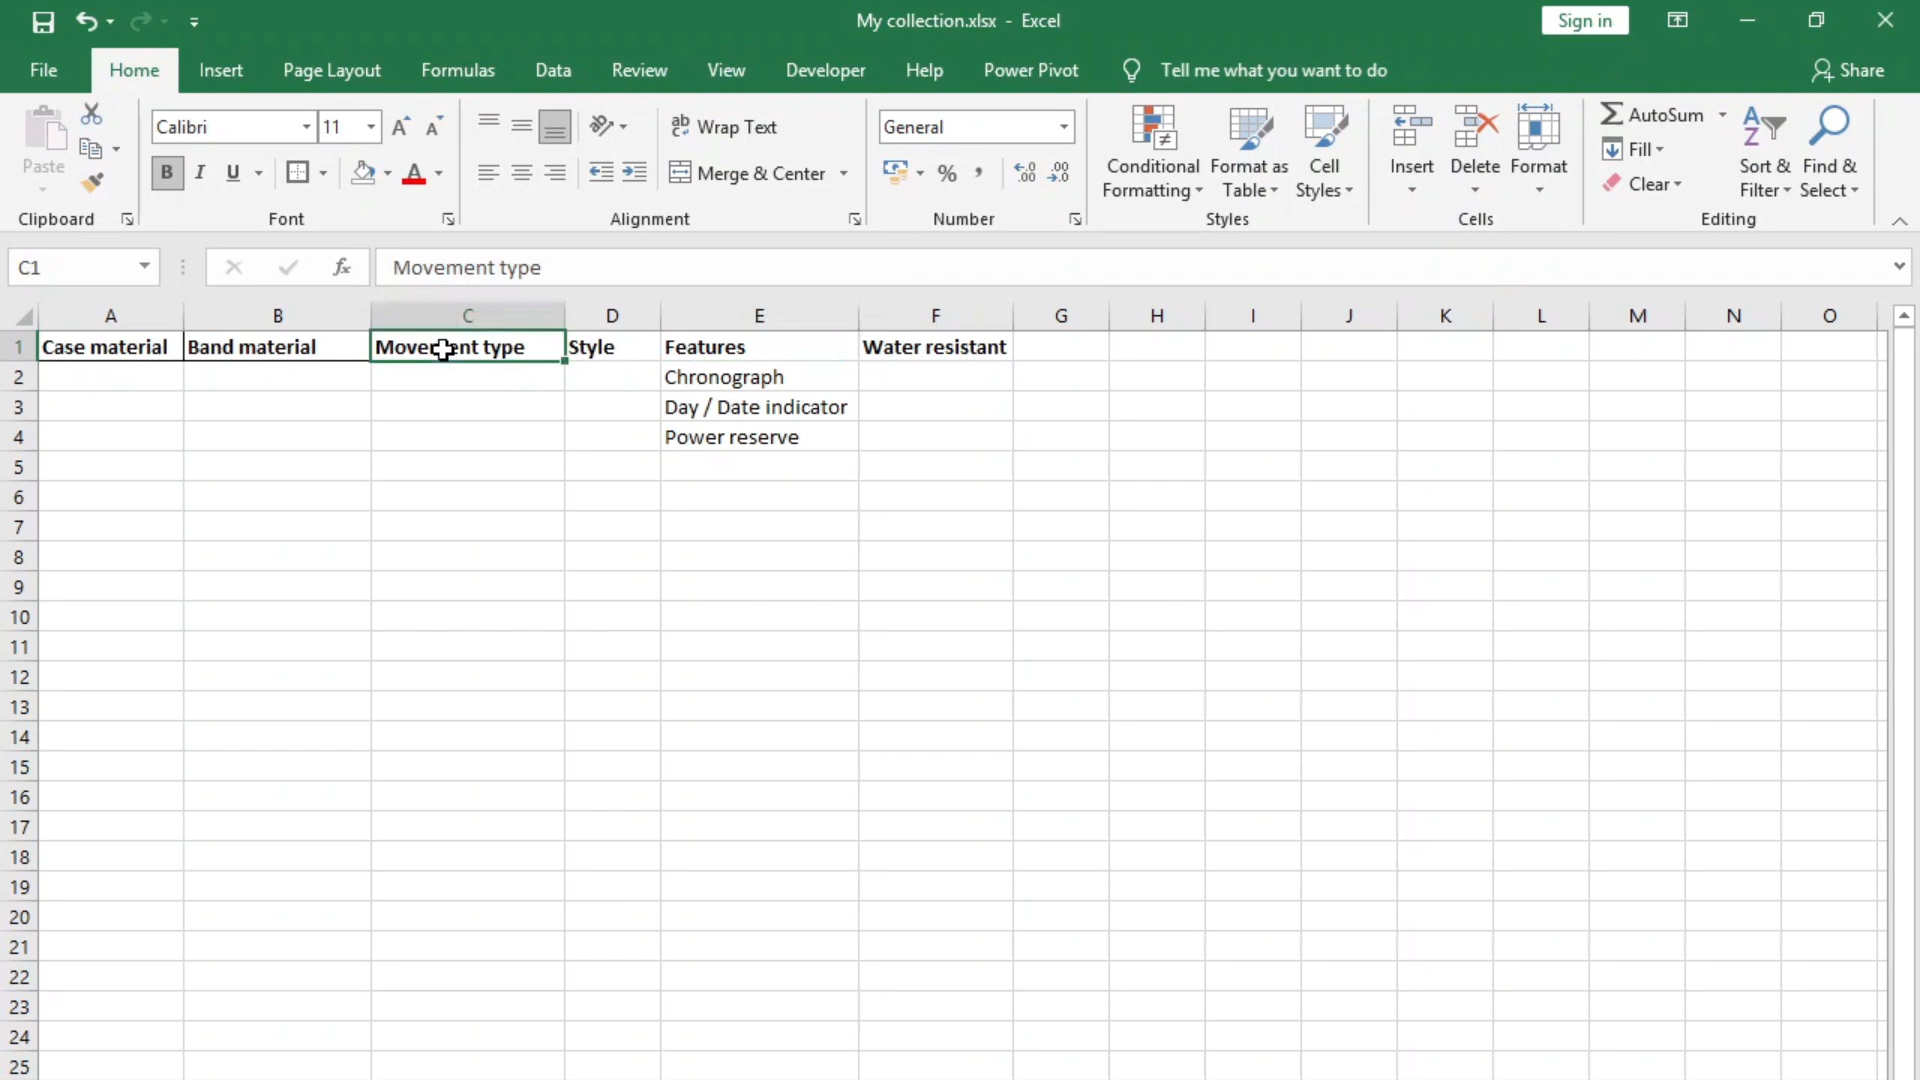 My collection.xlsx - Excel
Sign in
File Home Insert Page Layout Formulas Data Review View Developer Help Power Pivot Tell me what you want to do Share
Paste
Clipboard
Calibri 11
B I U A
Font
ab Wrap Text
Merge & Center
Alignment
General
% ,
Number
Conditional Formatting
Format as Table
Cell Styles
Styles
Insert
Delete
Format
Cells
AutoSum
Fill
Clear
Sort & Filter
Find & Select
Editing
C1 fx Movement type
A B C D E F G H I J K L M N O
1 Case material Band material Movement type Style Features Water resistant
2 Chronograph
3 Day / Date indicator
4 Power reserve
5
6
7
8
9
10
11
12
13
14
15
16
17
18
19
20
21
22
23
24
25